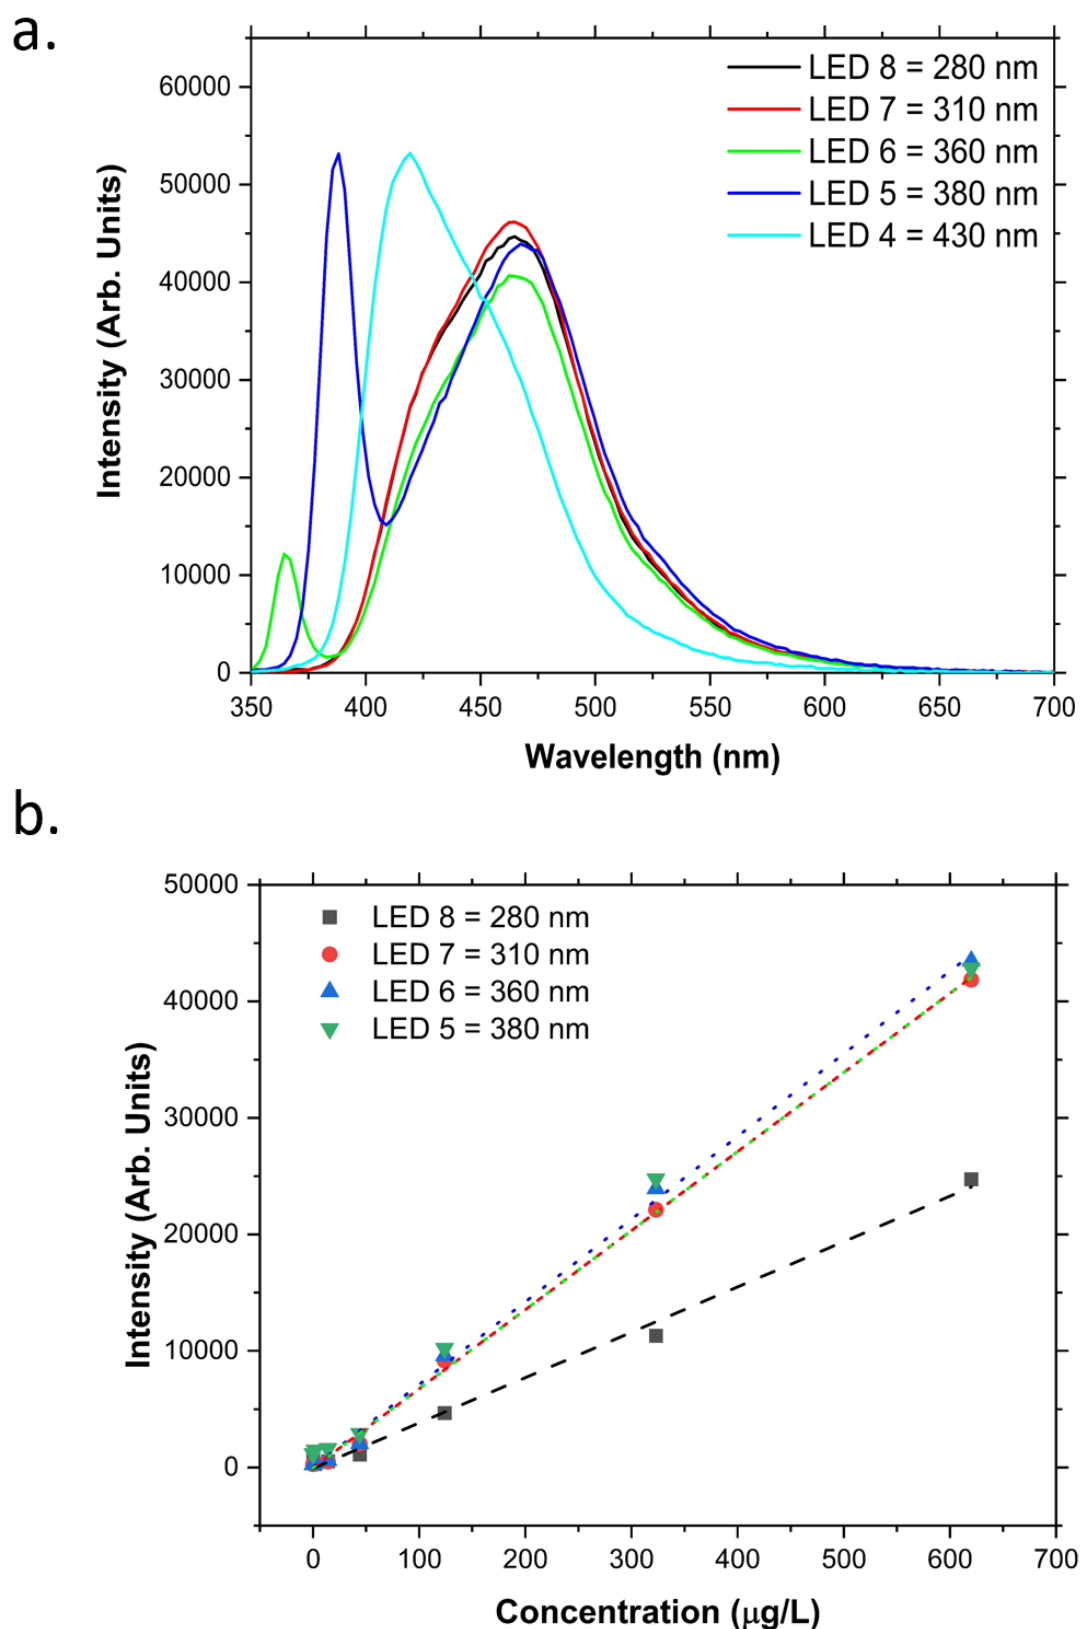 a.
Intensity (Arb. Units)
60000
50000
40000
30000
20000
10000
0
LED 8 = 280 nm
LED 7 = 310 nm
LED 6 = 360 nm
LED 5 = 380 nm
LED 4 = 430 nm
350 400 450 500 550 600 650 700
Wavelength (nm)
b.
Intensity (Arb. Units)
50000
40000
30000
20000
10000
0
LED 8 = 280 nm
LED 7 = 310 nm
LED 6 = 360 nm
LED 5 = 380 nm
0 100 200 300 400 500 600 700
Concentration (μg/L)